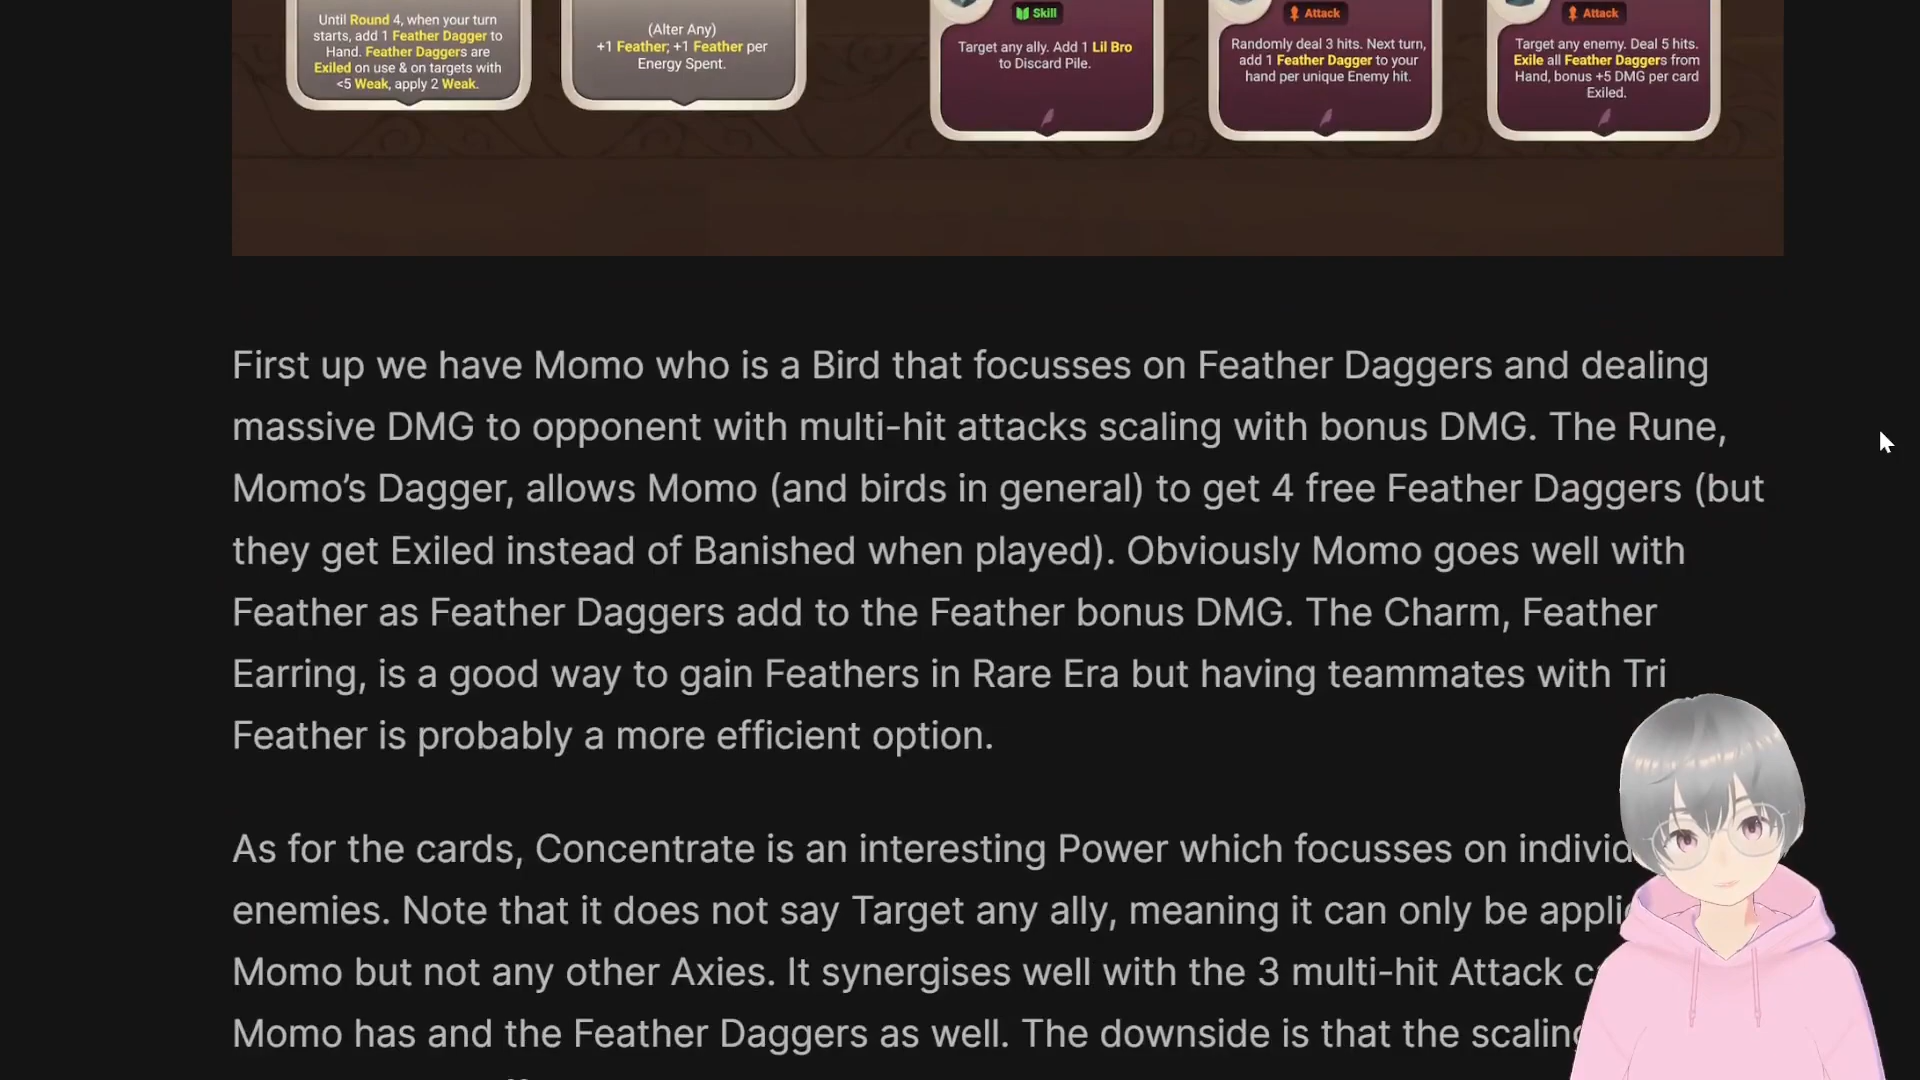 Until Round 4, when your turn
starts, add 1 Feather Dagger to
Hand. Feather Daggers are
Exiled on use & on targets with
<5 Weak, apply 2 Weak.
(Alter Any)
+1 Feather; +1 Feather per
Energy Spent.
Skill
Target any ally. Add 1 Lil Bro
to Discard Pile.
Attack
Randomly deal 3 hits. Next turn,
add 1 Feather Dagger to your
hand per unique Enemy hit.
Attack
Target any enemy. Deal 5 hits.
Exile all Feather Daggers from
Hand, bonus +5 DMG per card
Exiled.
First up we have Momo who is a Bird that focusses on Feather Daggers and dealing
massive DMG to opponent with multi-hit attacks scaling with bonus DMG. The Rune,
Momo’s Dagger, allows Momo (and birds in general) to get 4 free Feather Daggers (but
they get Exiled instead of Banished when played). Obviously Momo goes well with
Feather as Feather Daggers add to the Feather bonus DMG. The Charm, Feather
Earring, is a good way to gain Feathers in Rare Era but having teammates with Tri
Feather is probably a more efficient option.
As for the cards, Concentrate is an interesting Power which focusses on
enemies. Note that it does not say Target any ally, meaning it can only be
Momo but not any other Axies. It synergises well with the 3 multi-hit Attack
Momo has and the Feather Daggers as well. The downside is that the scaling